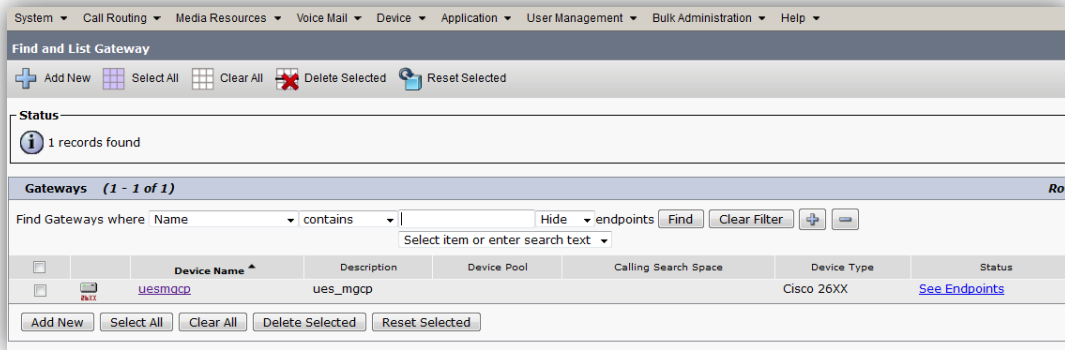 System Call Routing Media Resources Voice Mail Device Application User Management Bulk Administration Help
Find and List Gateway
Add New Select All Clear All Delete Selected Reset Selected
Status
1 records found
Gateways (1 - 1 of 1) Ro
Find Gateways where Name contains Hide endpoints Find Clear Filter
Select item or enter search text
Device Name Description Device Pool Calling Search Space Device Type Status
26XX uesmgcp ues_mgcp Cisco 26XX See Endpoints
Add New Select All Clear All Delete Selected Reset Selected